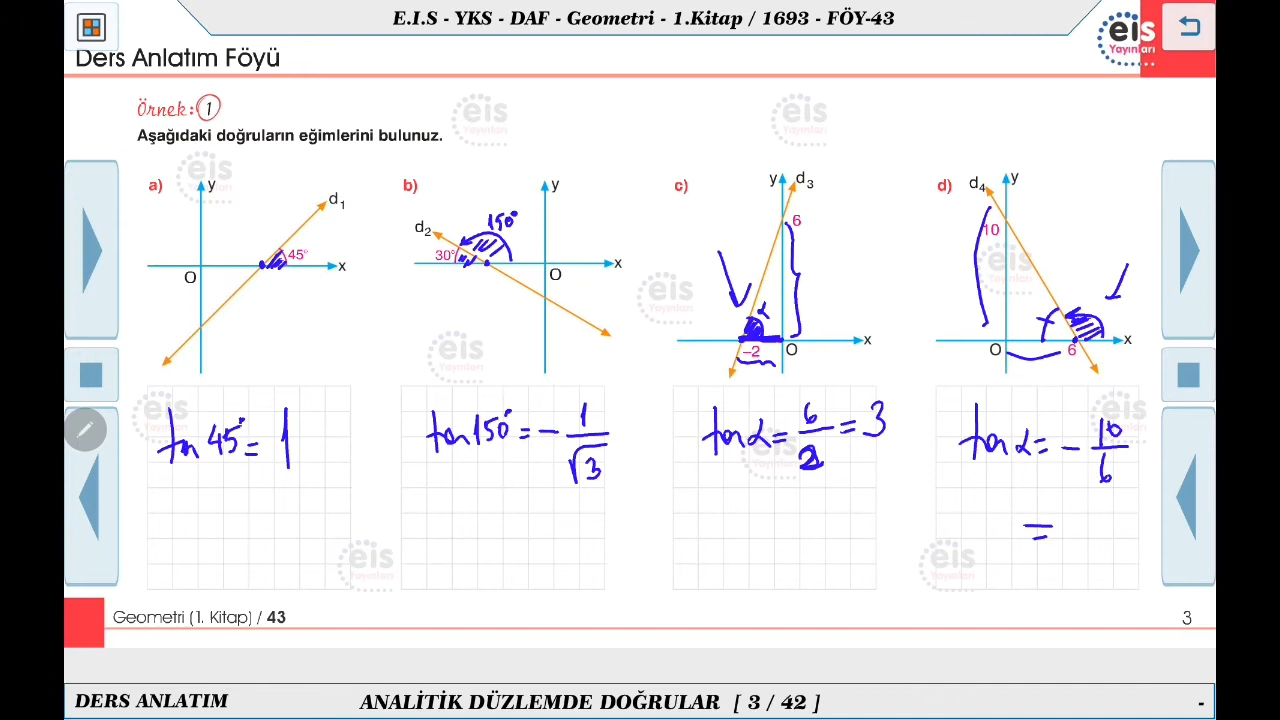 E.I.S - YKS - DAF - Geometri - 1.Kitap / 1693 - FÖY-43
eis
Yayınları
Ders Anlatım Föyü
Örnek: 1
Aşağıdaki doğruların eğimlerini bulunuz.
a)
y
d1
45°
x
O
b)
y
d2
150°
30°
x
O
c)
y
d3
6
α
x
-2
O
d)
d4
y
10
x
O
6
tan 45° = 1
tan 150° = - 1/√3
tan α = 6/2 = 3
tan α = - 10/6
=
Geometri (1. Kitap) / 43
3
DERS ANLATIM
ANALİTİK DÜZLEMDE DOĞRULAR [ 3 / 42 ]
-